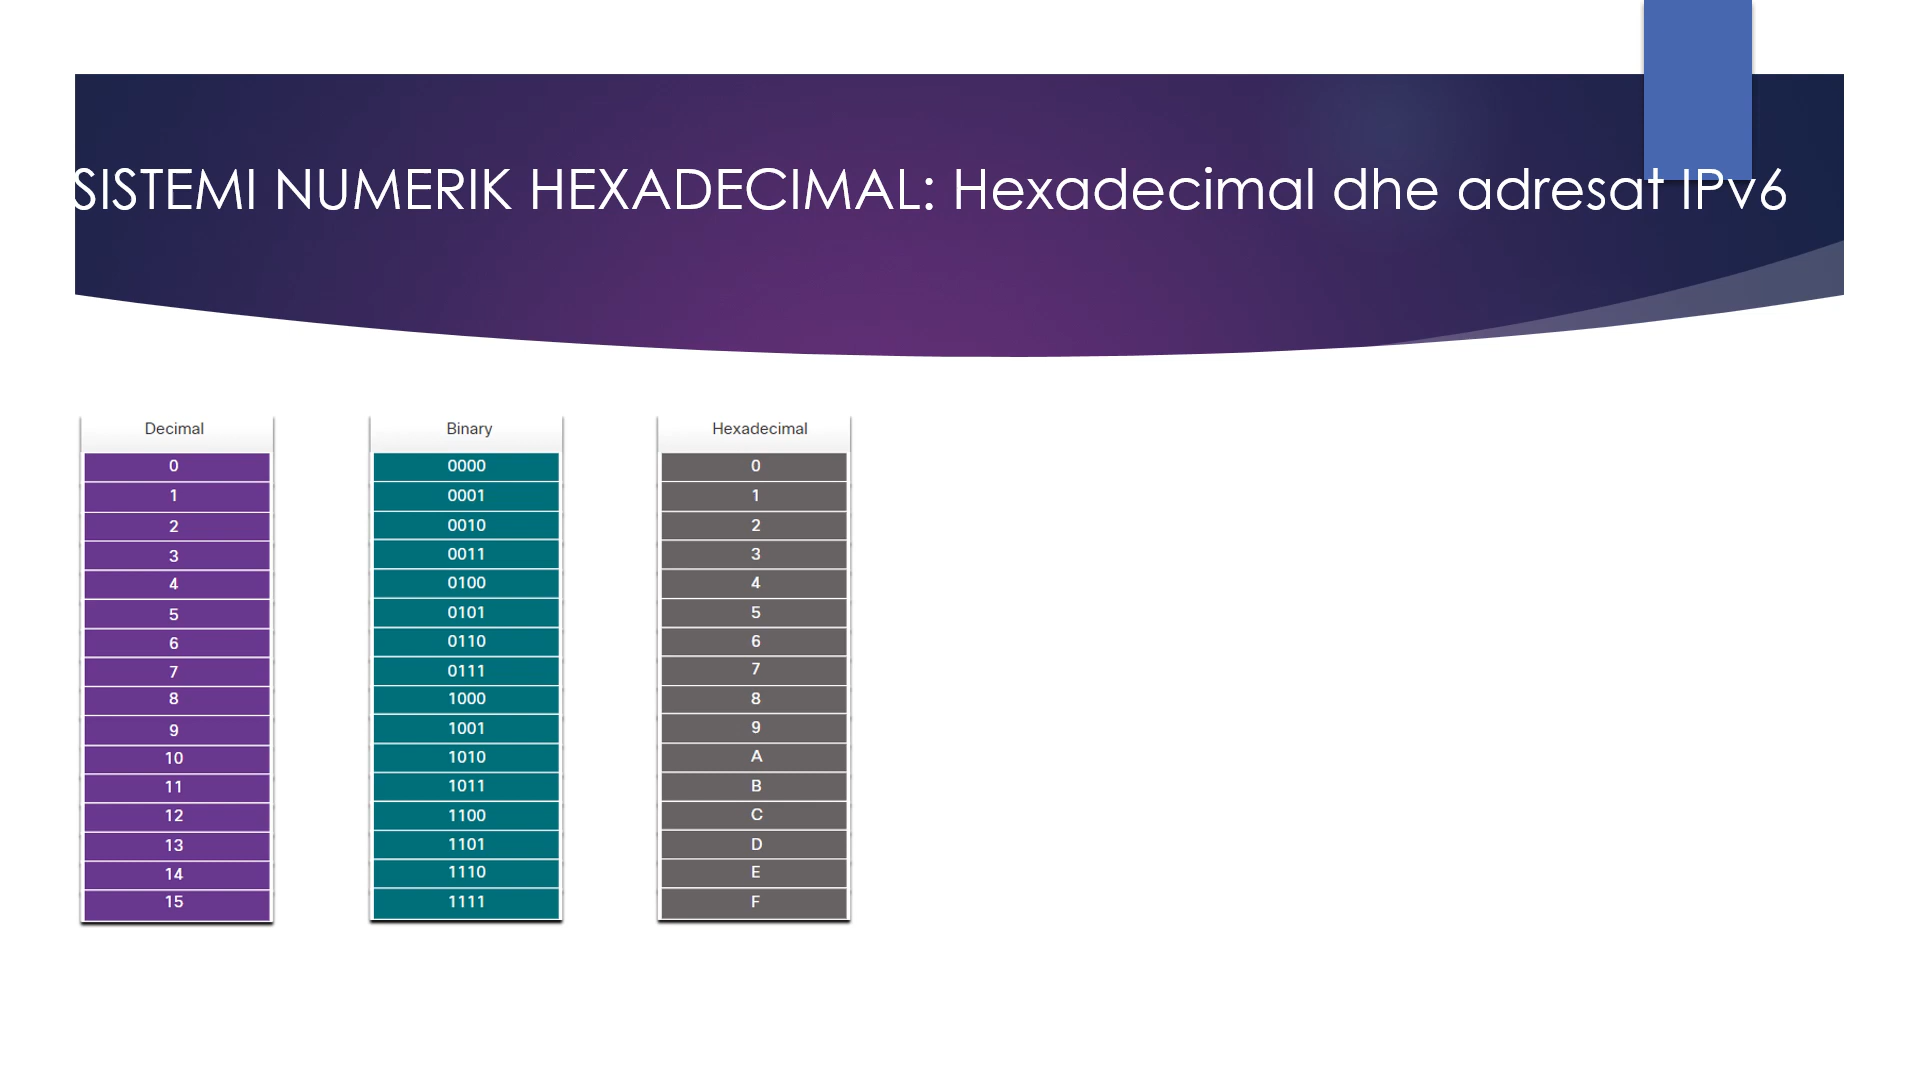 SISTEMI NUMERIK HEXADECIMAL: Hexadecimal dhe adresat IPv6
Decimal Binary Hexadecimal
0 0000 0
1 0001 1
2 0010 2
3 0011 3
4 0100 4
5 0101 5
6 0110 6
7 0111 7
8 1000 8
9 1001 9
10 1010 A
11 1011 B
12 1100 C
13 1101 D
14 1110 E
15 1111 F